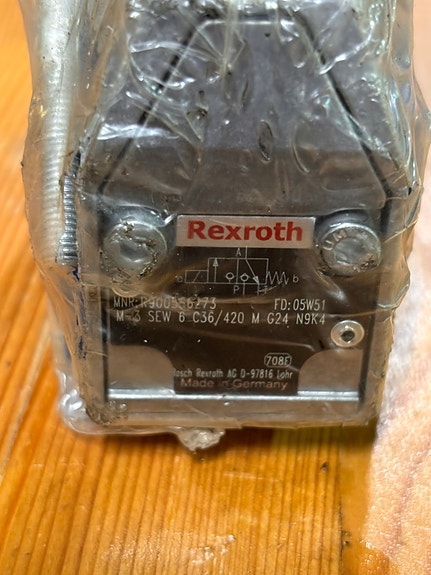 Rexroth
A
b
P
MNR: FD: 05W51
M-3 SEW 6 C36/420 M G24 N9K4
7080
Bosch Rexroth AG D-97816 Lohr
Made in Germany